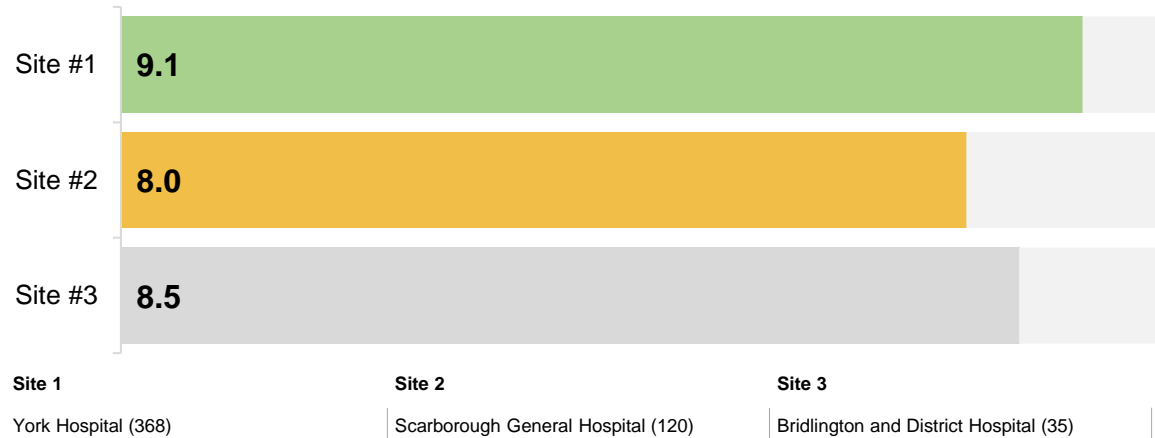 Site #1 9.1
Site #2 8.0
Site #3 8.5
Site 1 Site 2 Site 3
York Hospital (368) Scarborough General Hospital (120) Bridlington and District Hospital (35)